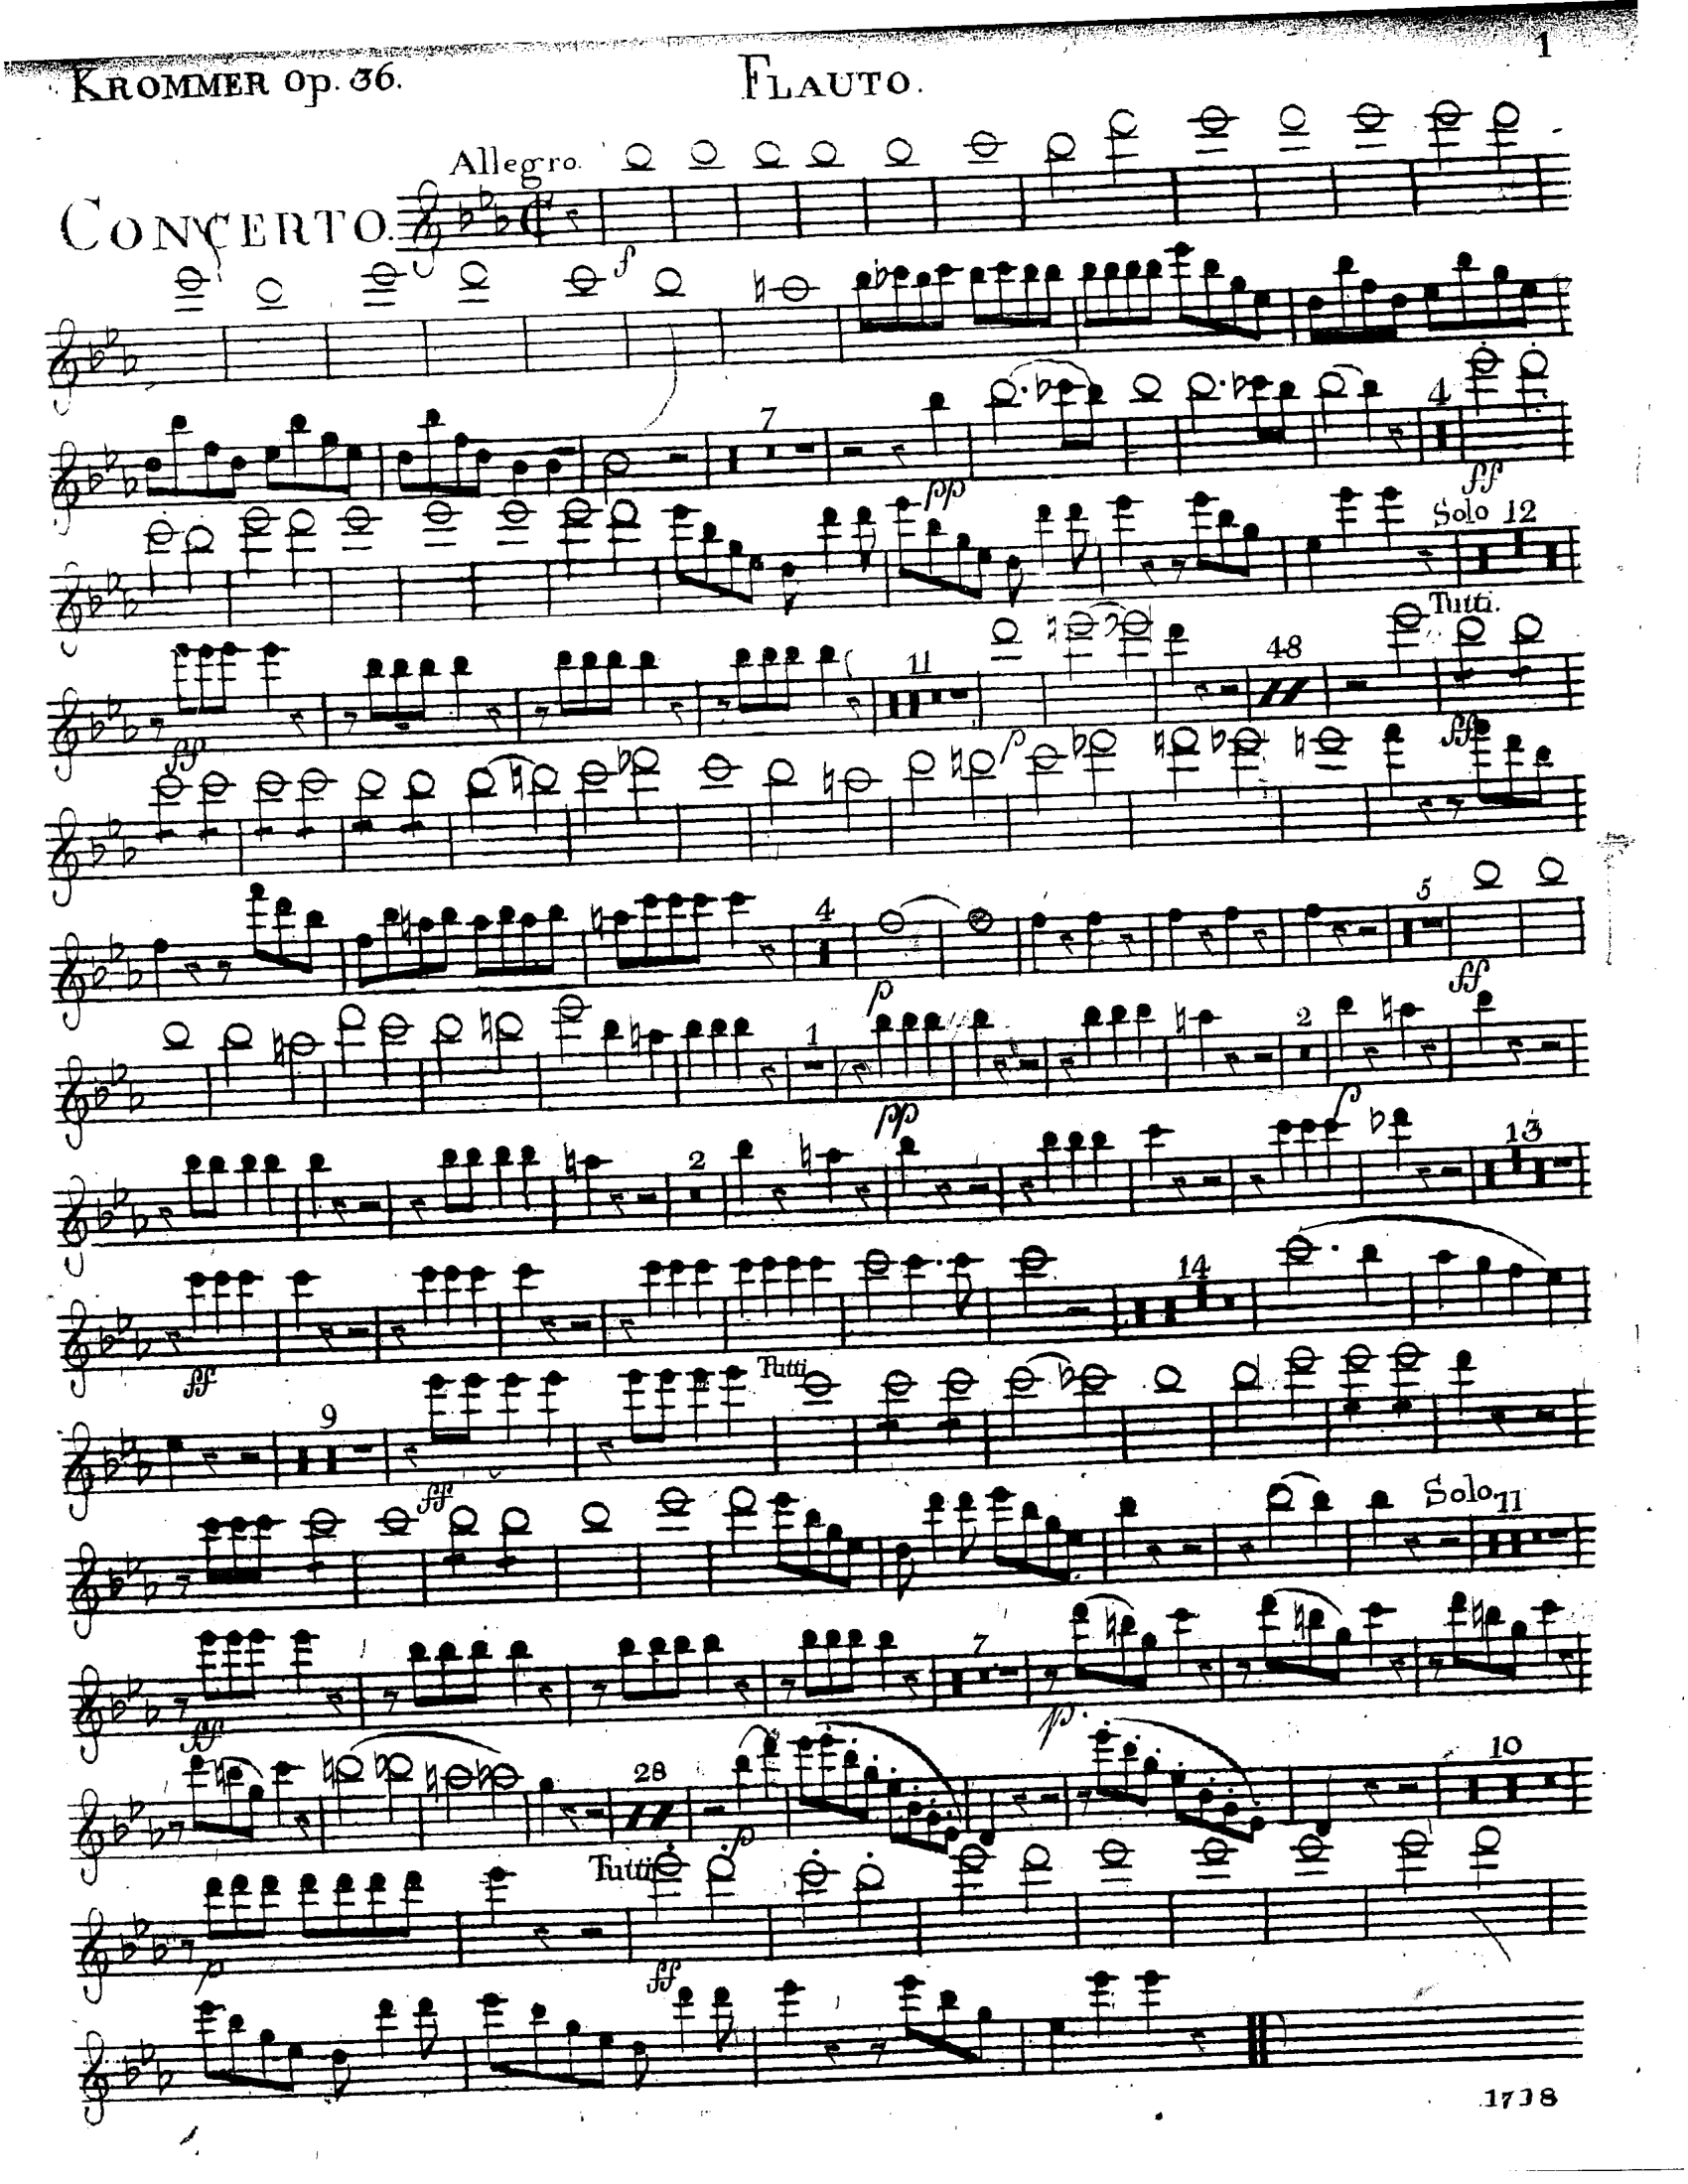 1
KROMMER Op. 36. FLAUTO.
Allegro.
CONCERTO.
f
7 4
pp ff
Solo 12
Tutti.
11 48
ff p ff
4 5
p ff
1 2
pp p
2 13
14
ff
9 Tutti
ff
Solo 11
7
ff p.
28 10
p
Tutti
p ff
1718